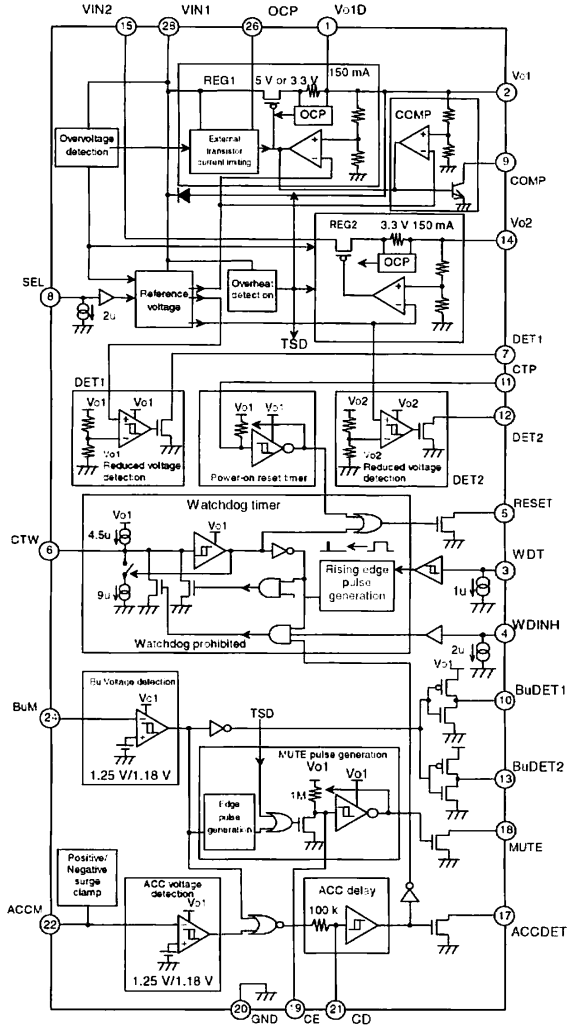 VIN2 VIN1 OCP Vo1D
15 28 26 1
REG1 5 V or 3.3 V 150 mA
2 Vo1
OCP
COMP
Overvoltage
detection
External
transistor
current limiting
9
COMP
REG2 3.3 V 150 mA
Vo2
14
OCP
SEL
8
2u
Reference
voltage
Overheat
detection
TSD
DET1
7
CTP
11
DET1
Vo1 Vo1
Vo1
Reduced voltage
detection
Vo1 Vo1
Power-on reset timer
Vo2 Vo2
Vo2
Reduced voltage
detection
DET2
12
DET2
RESET
5
Watchdog timer
CTW
6
Vo1
4.5u
Vo1
9u
Rising edge
pulse
generation
WDT
3
1u
WDINH
4
2u
Watchdog prohibited
Bu Voltage detection
Vo1
BuM
24
1.25 V/1.18 V
TSD
Vo1
BuDET1
10
BuDET2
13
MUTE pulse generation
Vo1 Vo1
1M
Edge
pulse
generation
18
MUTE
Positive/
Negative
surge
clamp
ACCM
22
ACC voltage
detection
Vo1
1.25 V/1.18 V
ACC delay
100 k
17
ACCDET
20 19 21
GND CE CD